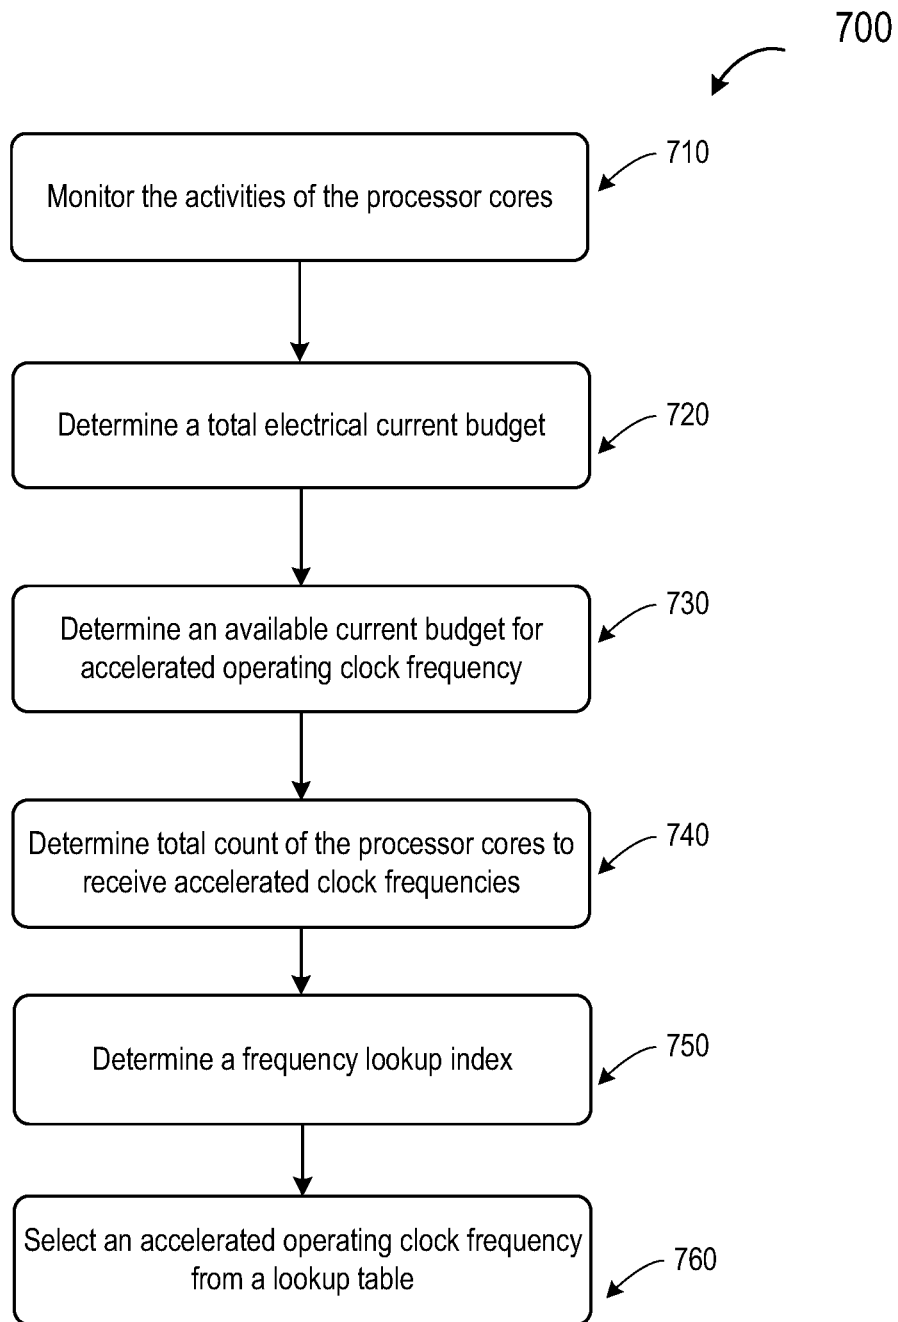 700
Monitor the activities of the processor cores
710
Determine a total electrical current budget
720
Determine an available current budget for
accelerated operating clock frequency
730
Determine total count of the processor cores to
receive accelerated clock frequencies
740
Determine a frequency lookup index
750
Select an accelerated operating clock frequency
from a lookup table
760